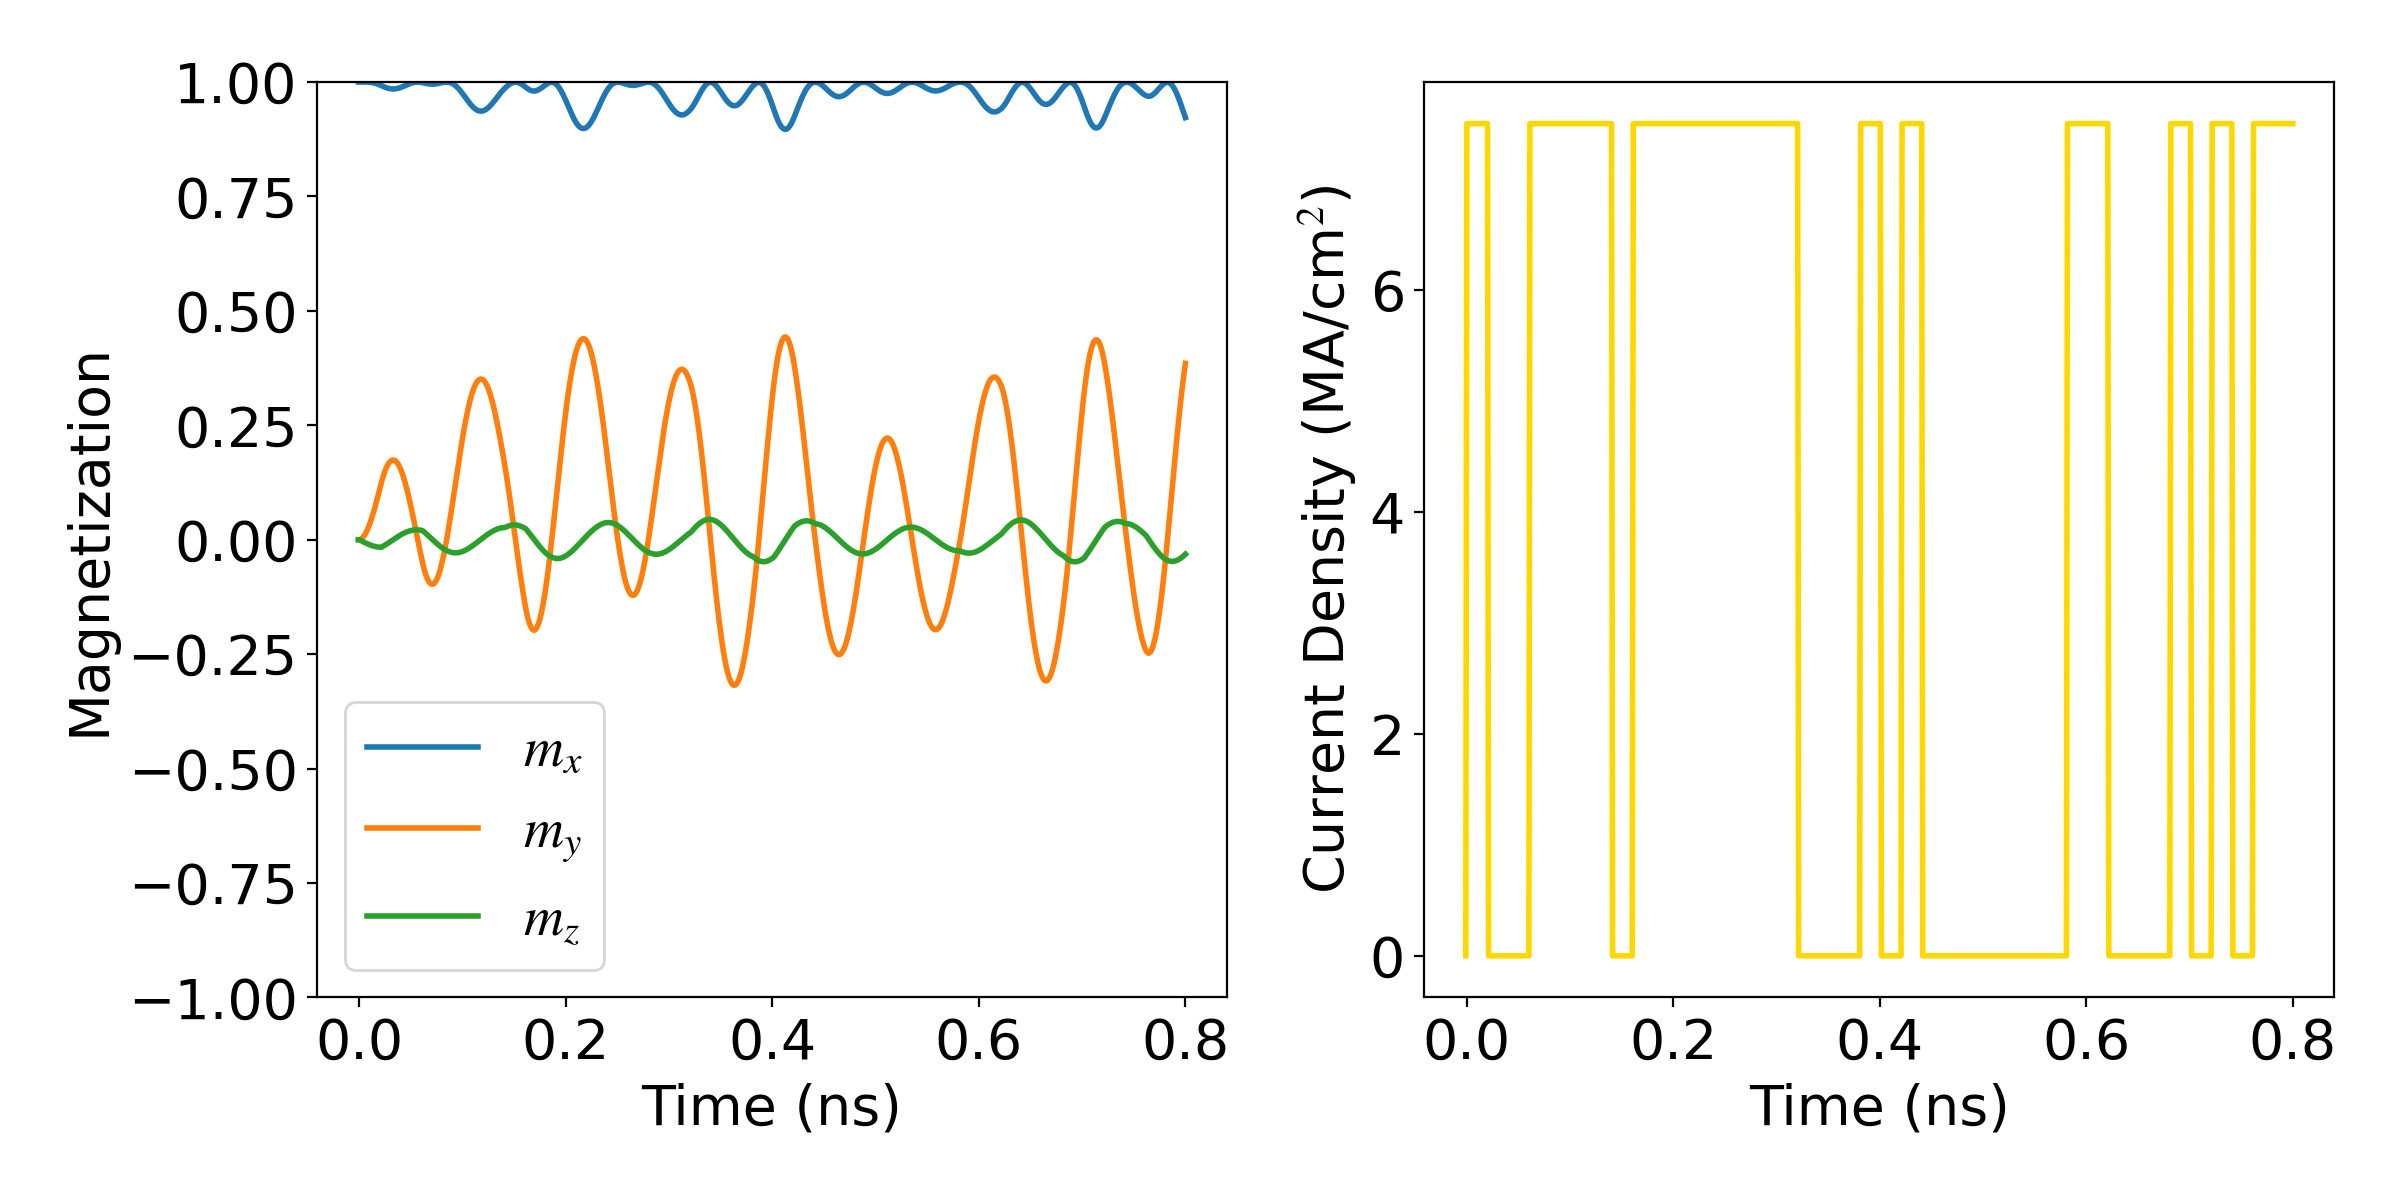 Magnetization
1.00
0.75
0.50
0.25
0.00
−0.25
−0.50
−0.75
−1.00
m_x
m_y
m_z
0.0 0.2 0.4 0.6 0.8
Time (ns)
Current Density (MA/cm²)
6
4
2
0
0.0 0.2 0.4 0.6 0.8
Time (ns)